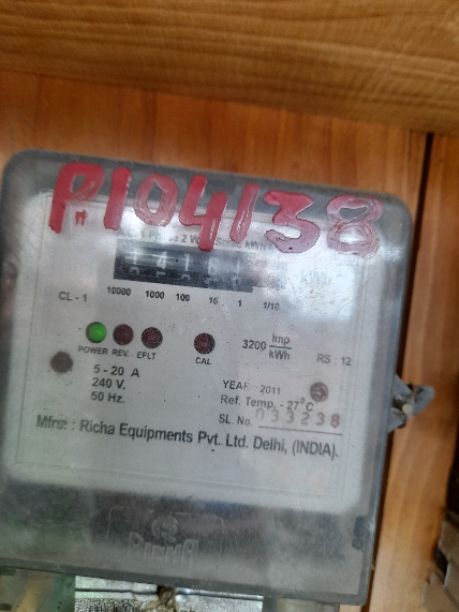 P104138
CL - 1
10000 1000 100 10 1 1/10
POWER REV. EFLT CAL
3200 Imp/kWh
RS : 12
5 - 20 A
240 V.
50 Hz.
YEAR 2011
Ref. Temp. - 27°C
SL. No. 033238
Mfrs : Richa Equipments Pvt. Ltd. Delhi, (INDIA).